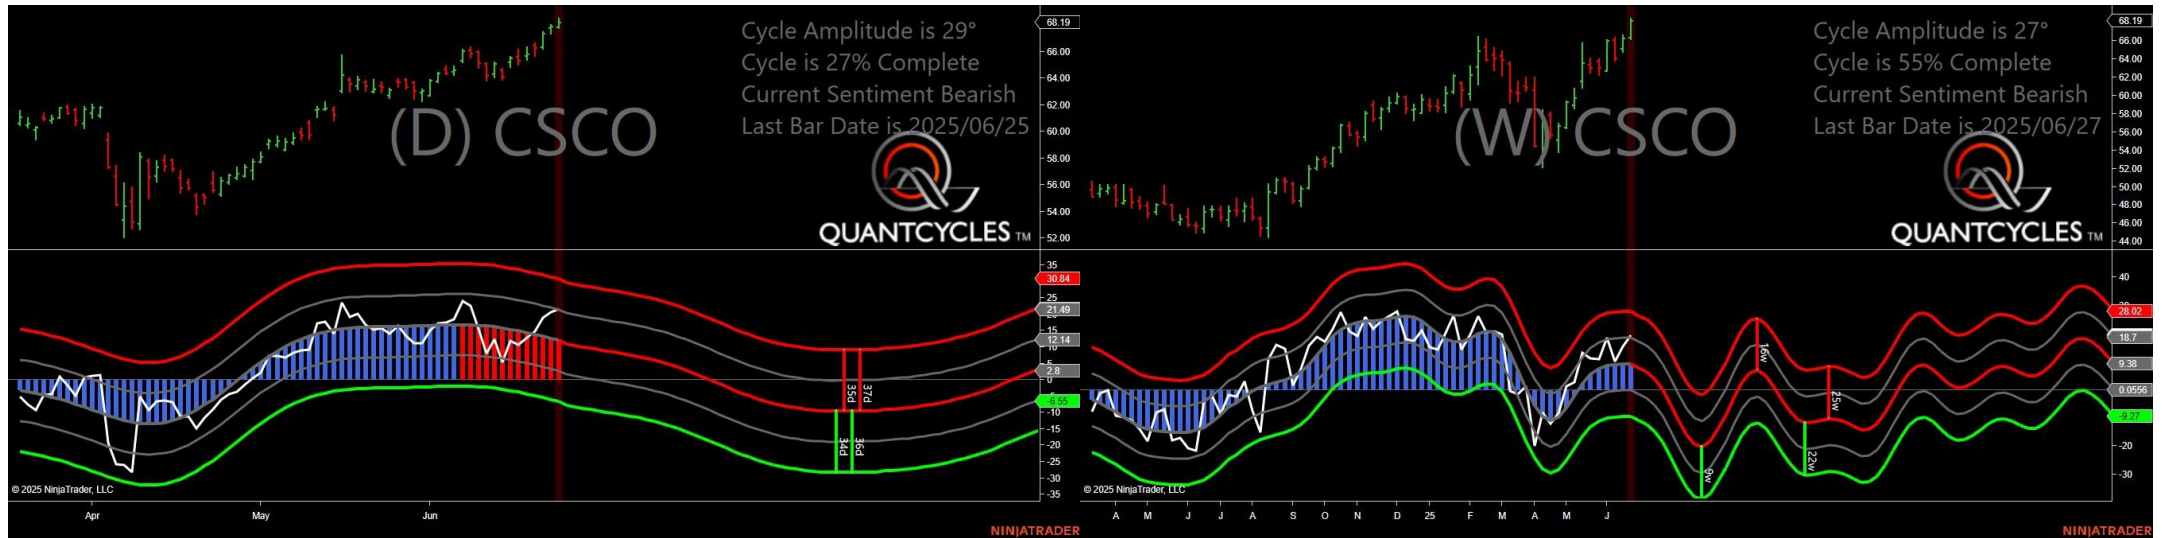 Cycle Amplitude is 29°
Cycle is 27% Complete
Current Sentiment Bearish
Last Bar Date is 2025/06/25
(D) CSCO
QUANTCYCLES TM
68.19
66.00
64.00
62.00
60.00
58.00
56.00
54.00
52.00
35
30.84
25
21.49
15
12.14
10
5
2.8
0
-6.55
-10
-15
-20
-25
-30
-35
35d
37d
34d
36d
© 2025 NinjaTrader, LLC
Apr
May
Jun
NINJATRADER
Cycle Amplitude is 27°
Cycle is 55% Complete
Current Sentiment Bearish
Last Bar Date is 2025/06/27
(W) CSCO
QUANTCYCLES TM
68.19
66.00
64.00
62.00
60.00
58.00
56.00
54.00
52.00
50.00
48.00
46.00
44.00
40
28.02
18.7
9.38
0.0556
-9.27
-20
-30
16w
25w
9w
22w
© 2025 NinjaTrader, LLC
A M J J A S O N D 25 F M A M J
NINJATRADER